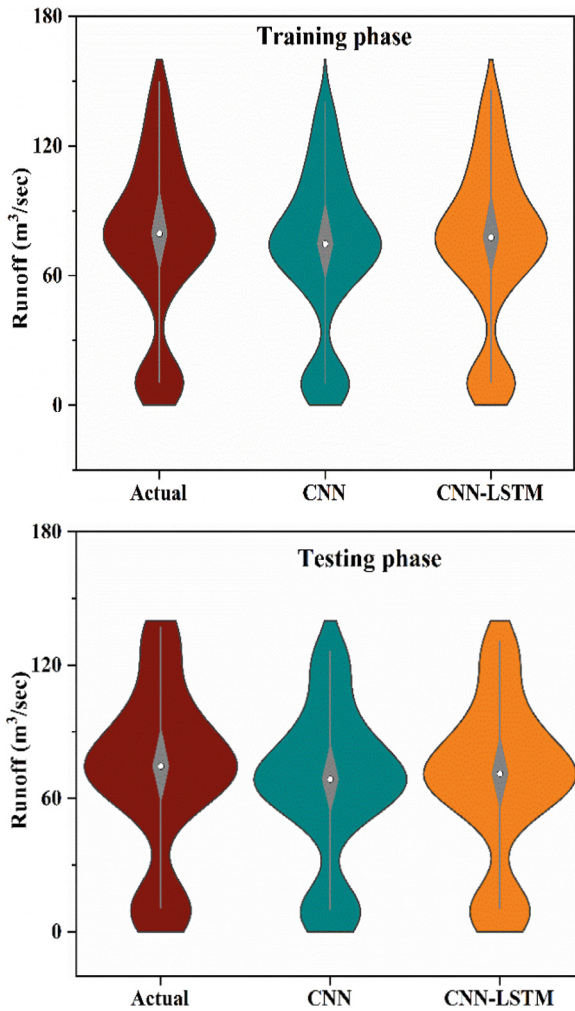 Training phase
Runoff (m³/sec)
180
120
60
0
Actual
CNN
CNN-LSTM
Testing phase
Runoff (m³/sec)
180
120
60
0
Actual
CNN
CNN-LSTM